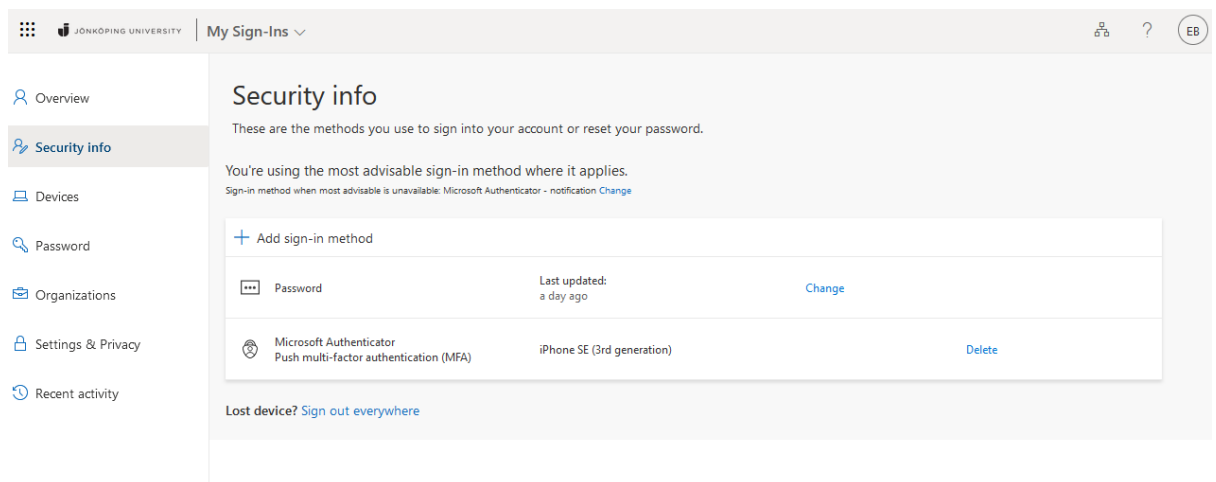 JÖNKÖPING UNIVERSITY
My Sign-Ins
EB
Overview
Security info
Devices
Password
Organizations
Settings & Privacy
Recent activity
Security info
These are the methods you use to sign into your account or reset your password.
You're using the most advisable sign-in method where it applies.
Sign-in method when most advisable is unavailable: Microsoft Authenticator - notification Change
Add sign-in method
Password
Last updated:
a day ago
Change
Microsoft Authenticator
Push multi-factor authentication (MFA)
iPhone SE (3rd generation)
Delete
Lost device? Sign out everywhere